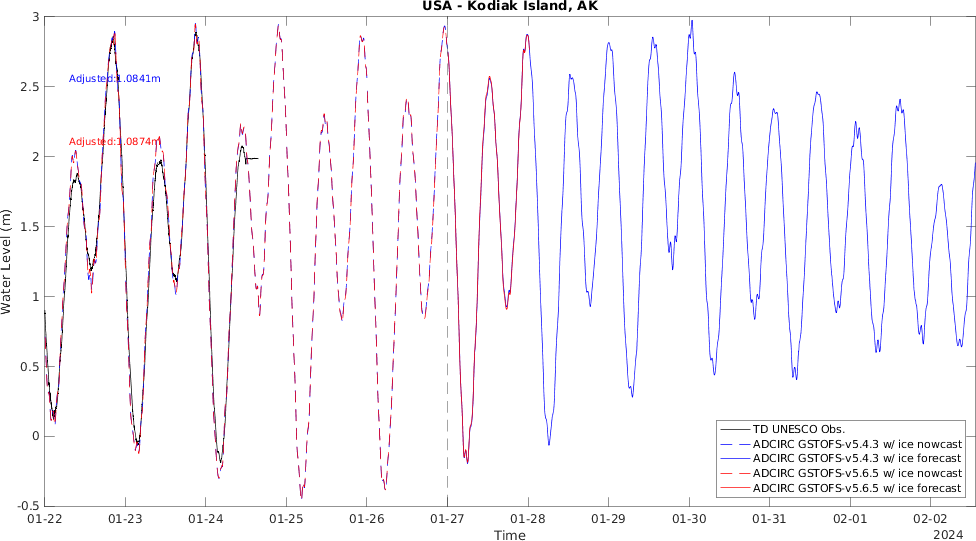 USA - Kodiak Island, AK
3
2.5
2
1.5
1
0.5
0
-0.5
Water Level (m)
Adjusted:1.0841m
Adjusted:1.0874m
TD UNESCO Obs.
ADCIRC GSTOFS-v5.4.3 w/ ice nowcast
ADCIRC GSTOFS-v5.4.3 w/ ice forecast
ADCIRC GSTOFS-v5.6.5 w/ ice nowcast
ADCIRC GSTOFS-v5.6.5 w/ ice forecast
01-22 01-23 01-24 01-25 01-26 01-27 01-28 01-29 01-30 01-31 02-01 02-02
Time
2024